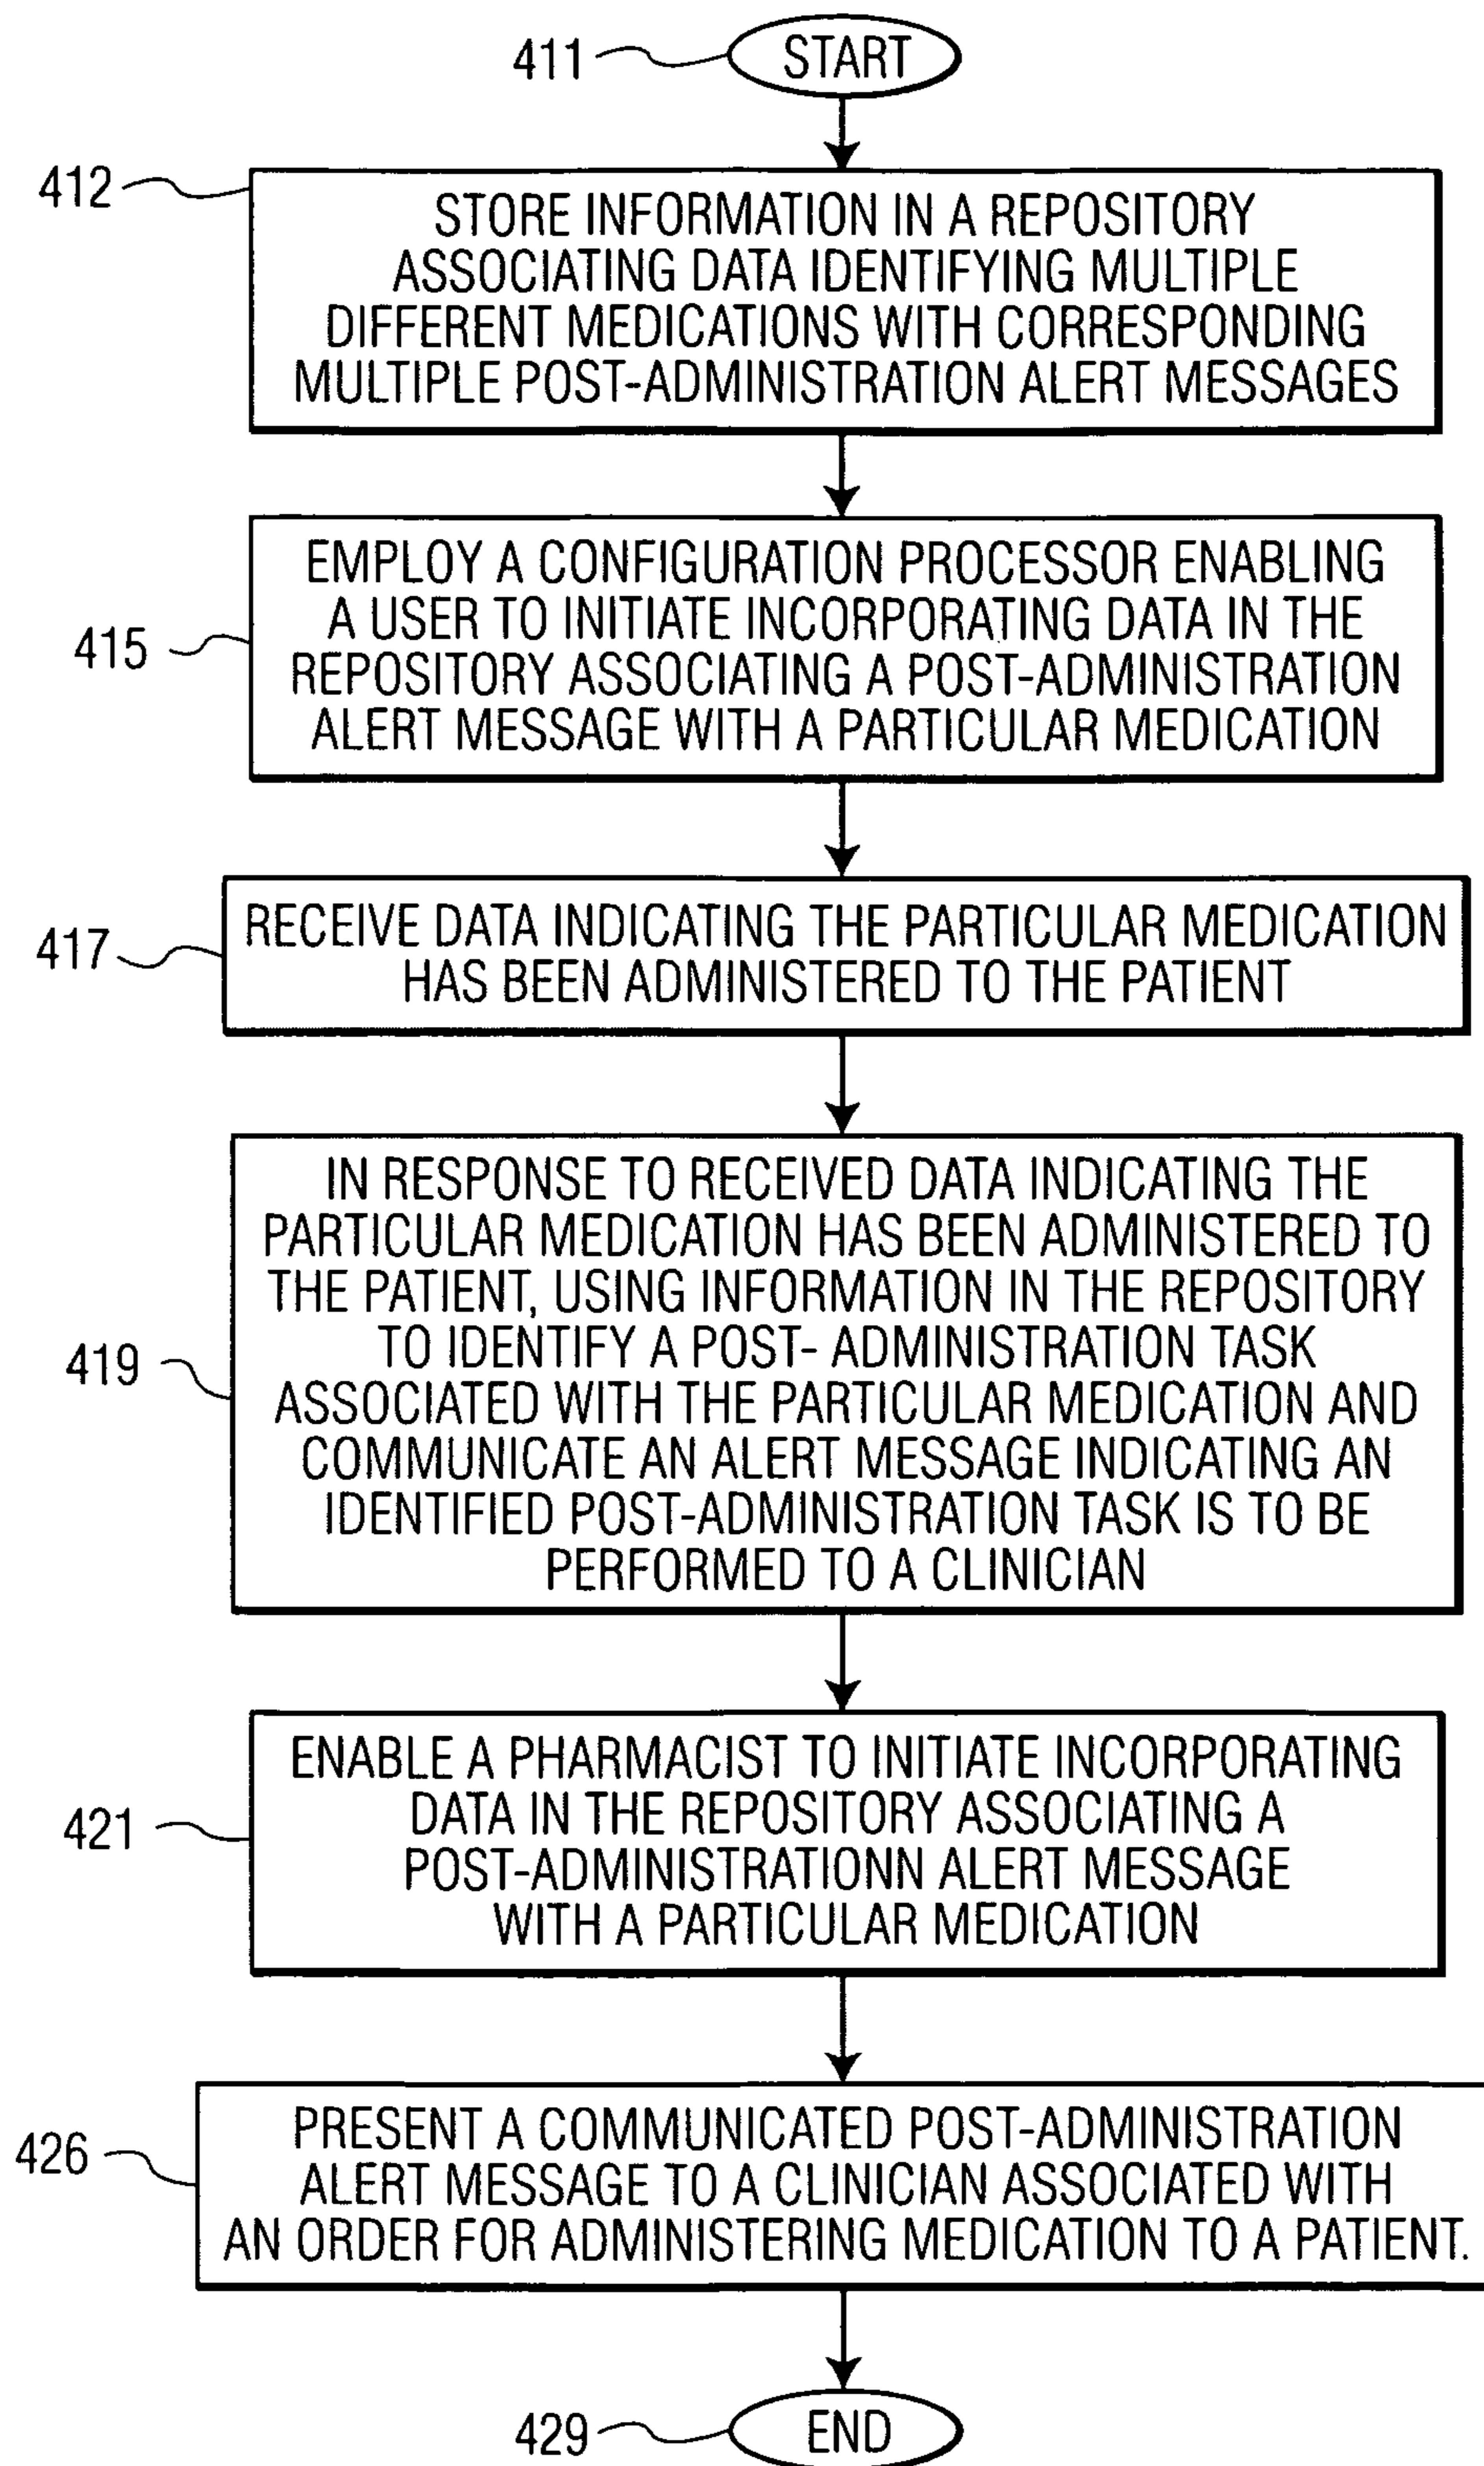 411
START
412
STORE INFORMATION IN A REPOSITORY
ASSOCIATING DATA IDENTIFYING MULTIPLE
DIFFERENT MEDICATIONS WITH CORRESPONDING
MULTIPLE POST-ADMINISTRATION ALERT MESSAGES
415
EMPLOY A CONFIGURATION PROCESSOR ENABLING
A USER TO INITIATE INCORPORATING DATA IN THE
REPOSITORY ASSOCIATING A POST-ADMINISTRATION
ALERT MESSAGE WITH A PARTICULAR MEDICATION
417
RECEIVE DATA INDICATING THE PARTICULAR MEDICATION
HAS BEEN ADMINISTERED TO THE PATIENT
419
IN RESPONSE TO RECEIVED DATA INDICATING THE
PARTICULAR MEDICATION HAS BEEN ADMINISTERED TO
THE PATIENT, USING INFORMATION IN THE REPOSITORY
TO IDENTIFY A POST- ADMINISTRATION TASK
ASSOCIATED WITH THE PARTICULAR MEDICATION AND
COMMUNICATE AN ALERT MESSAGE INDICATING AN
IDENTIFIED POST-ADMINISTRATION TASK IS TO BE
PERFORMED TO A CLINICIAN
421
ENABLE A PHARMACIST TO INITIATE INCORPORATING
DATA IN THE REPOSITORY ASSOCIATING A
POST-ADMINISTRATIONN ALERT MESSAGE
WITH A PARTICULAR MEDICATION
426
PRESENT A COMMUNICATED POST-ADMINISTRATION
ALERT MESSAGE TO A CLINICIAN ASSOCIATED WITH
AN ORDER FOR ADMINISTERING MEDICATION TO A PATIENT.
429
END